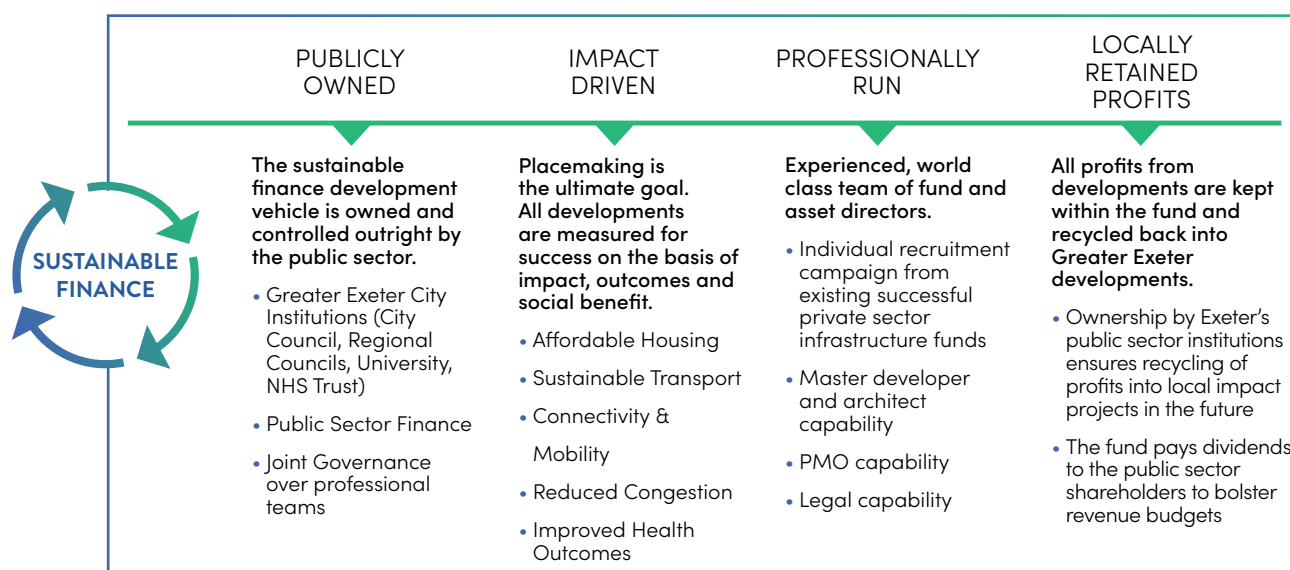 SUSTAINABLE
FINANCE
PUBLICLY
OWNED
The sustainable
finance development
vehicle is owned and
controlled outright by
the public sector.
• Greater Exeter City
Institutions (City
Council, Regional
Councils, University,
NHS Trust)
• Public Sector Finance
• Joint Governance
over professional
teams
IMPACT
DRIVEN
Placemaking is
the ultimate goal.
All developments
are measured for
success on the basis of
impact, outcomes and
social benefit.
• Affordable Housing
• Sustainable Transport
• Connectivity &
Mobility
• Reduced Congestion
• Improved Health
Outcomes
PROFESSIONALLY
RUN
Experienced, world
class team of fund and
asset directors.
• Individual recruitment
campaign from
existing successful
private sector
infrastructure funds
• Master developer
and architect
capability
• PMO capability
• Legal capability
LOCALLY
RETAINED
PROFITS
All profits from
developments are kept
within the fund and
recycled back into
Greater Exeter
developments.
• Ownership by Exeter’s
public sector institutions
ensures recycling of
profits into local impact
projects in the future
• The fund pays dividends
to the public sector
shareholders to bolster
revenue budgets